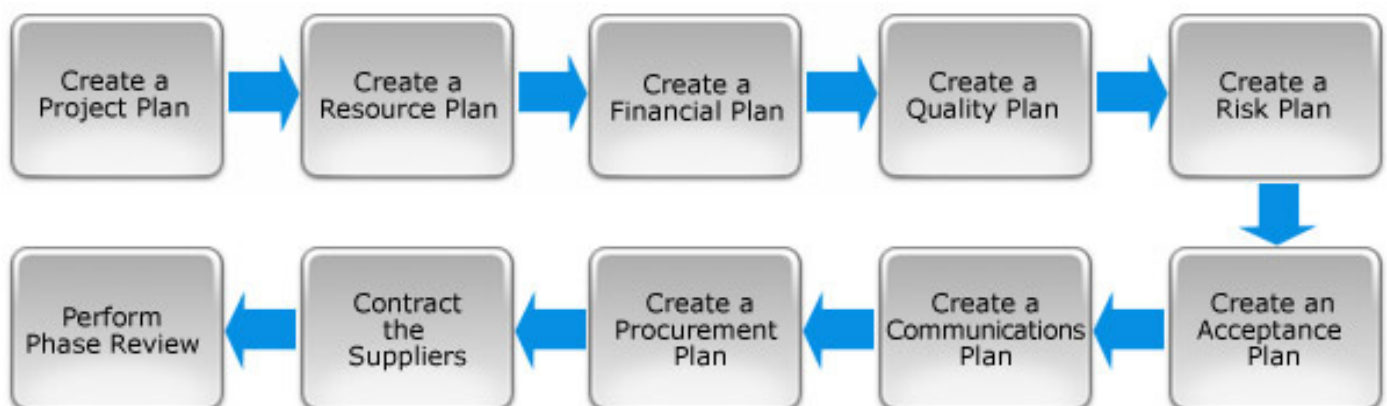 Create a
Project Plan
Create a
Resource Plan
Create a
Financial Plan
Create a
Quality Plan
Create a
Risk Plan
Create an
Acceptance
Plan
Create a
Communications
Plan
Create a
Procurement
Plan
Contract
the
Suppliers
Perform
Phase Review